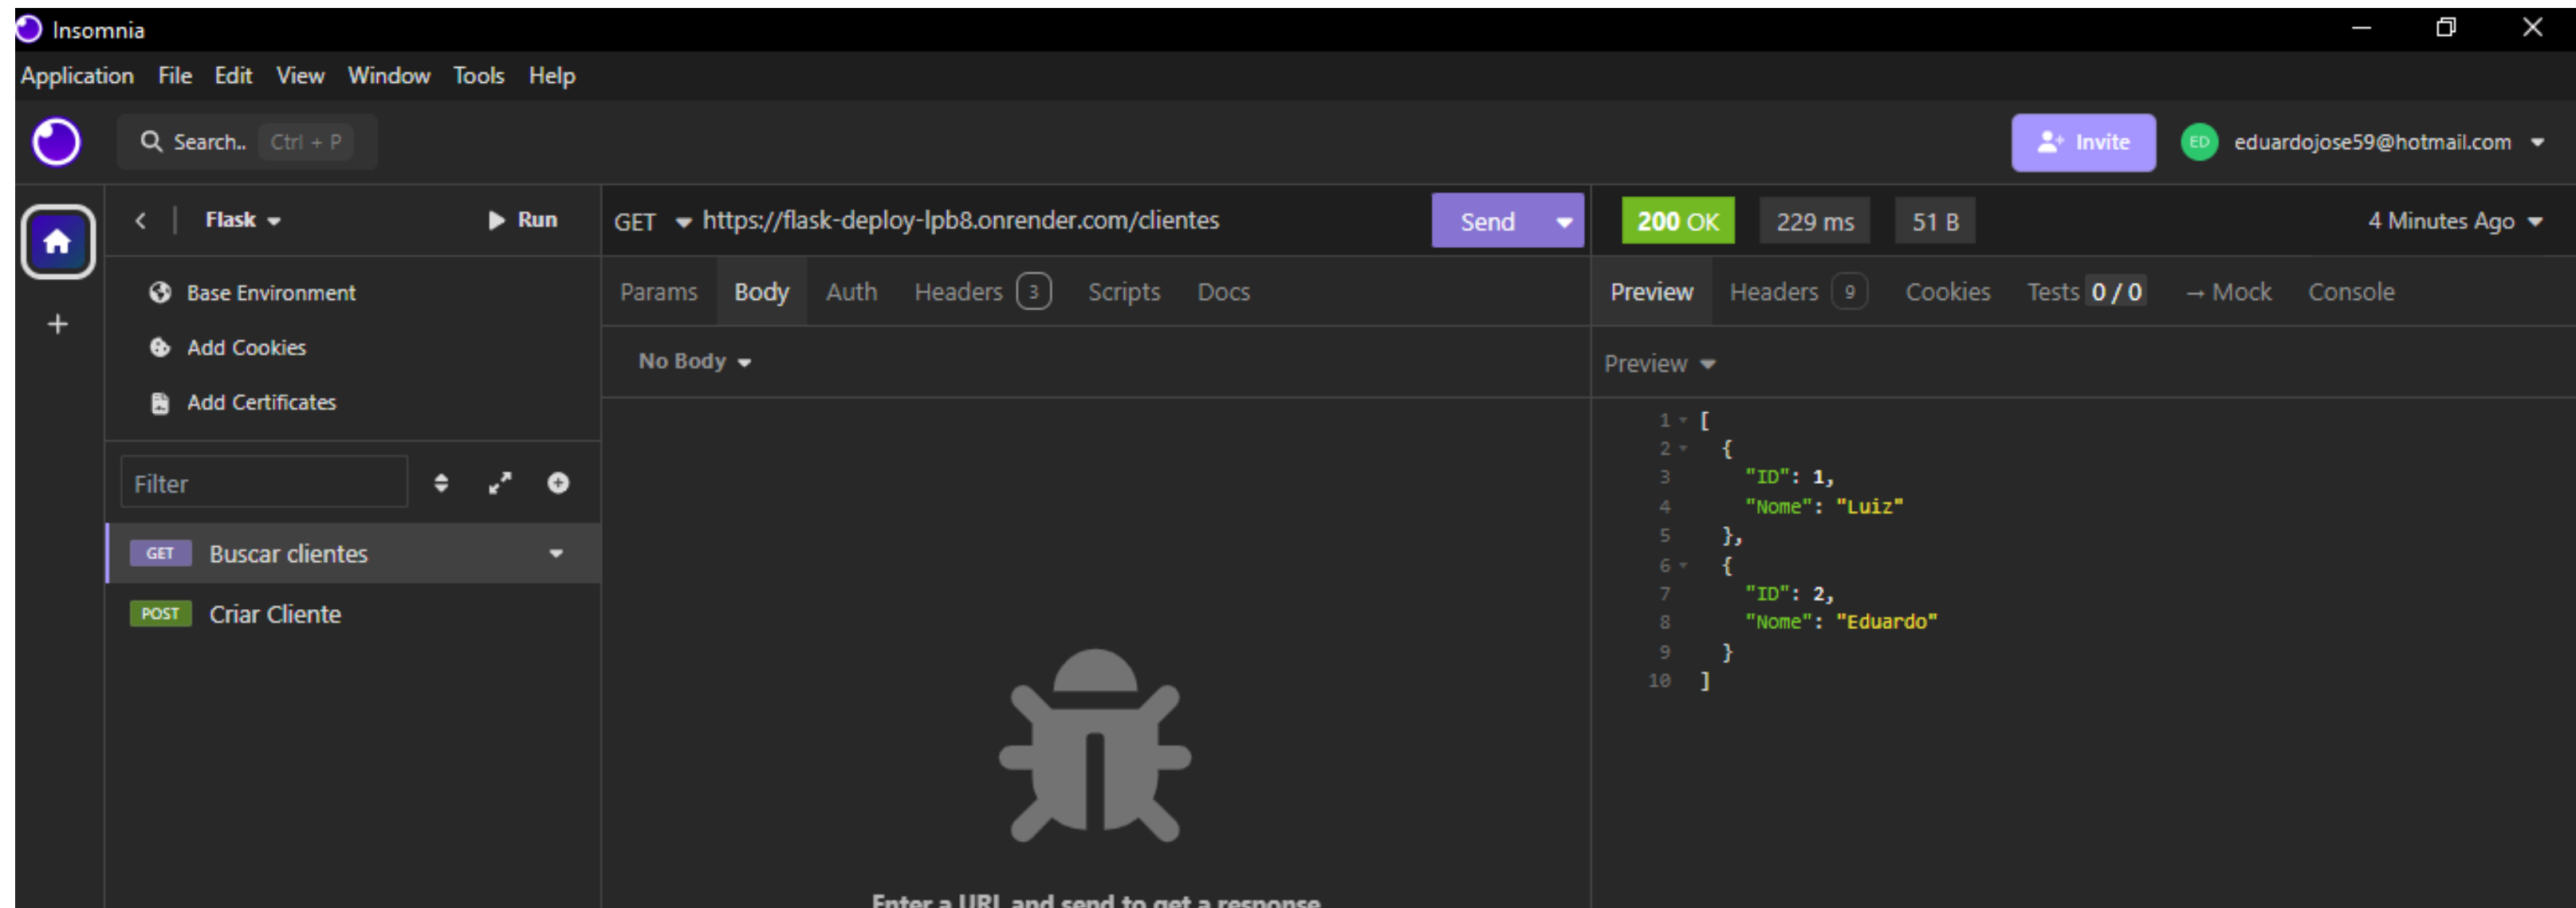 Insomnia
Application File Edit View Window Tools Help
Search.. Ctrl + P
Invite ED eduardojose59@hotmail.com
Flask Run
GET https://flask-deploy-lpb8.onrender.com/clientes Send
200 OK 229 ms 51 B 4 Minutes Ago
Base Environment
Add Cookies
Add Certificates
Params Body Auth Headers 3 Scripts Docs
Preview Headers 9 Cookies Tests 0 / 0 → Mock Console
No Body
Preview
Filter
GET Buscar clientes
POST Criar Cliente
1 [
2 {
3 "ID": 1,
4 "Nome": "Luiz"
5 },
6 {
7 "ID": 2,
8 "Nome": "Eduardo"
9 }
10 ]
Enter a URL and send to get a response